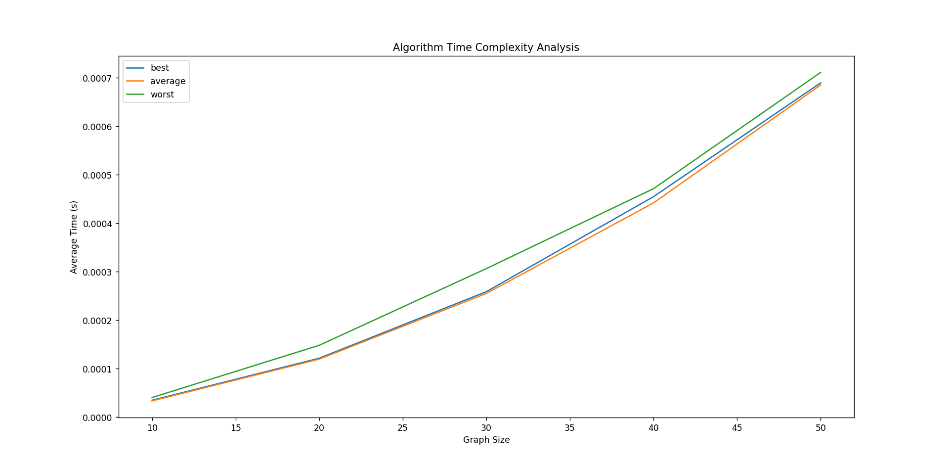 Algorithm Time Complexity Analysis
best
average
worst
0.0007
0.0006
0.0005
0.0004
0.0003
0.0002
0.0001
0.0000
Average Time (s)
10 15 20 25 30 35 40 45 50
Graph Size